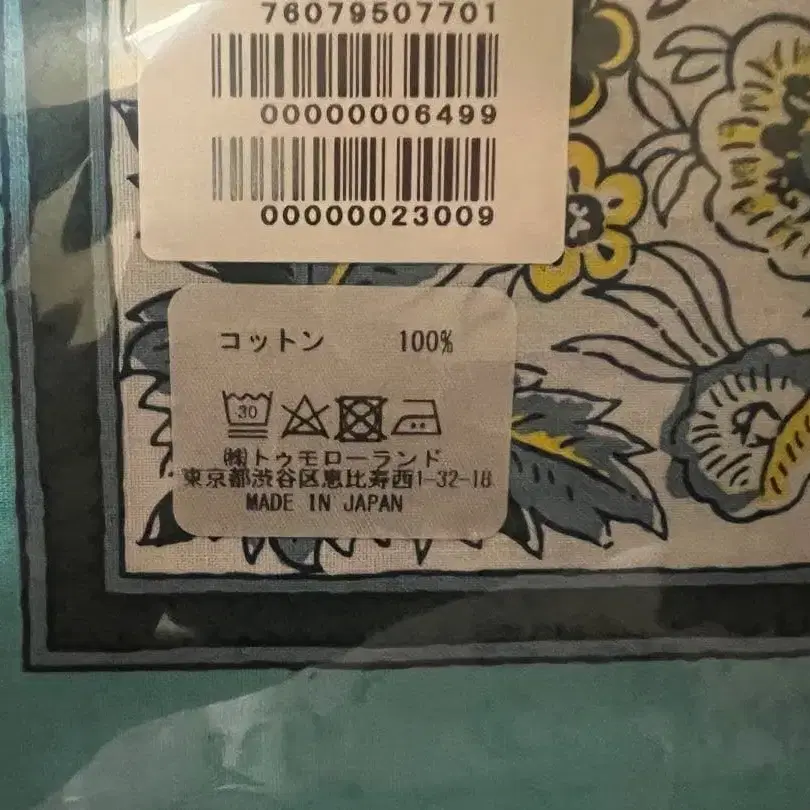 76079507701
00000006499
00000023009
コットン 100%
30
㈱トゥモローランド
東京都渋谷区恵比寿西1-32-18
MADE IN JAPAN